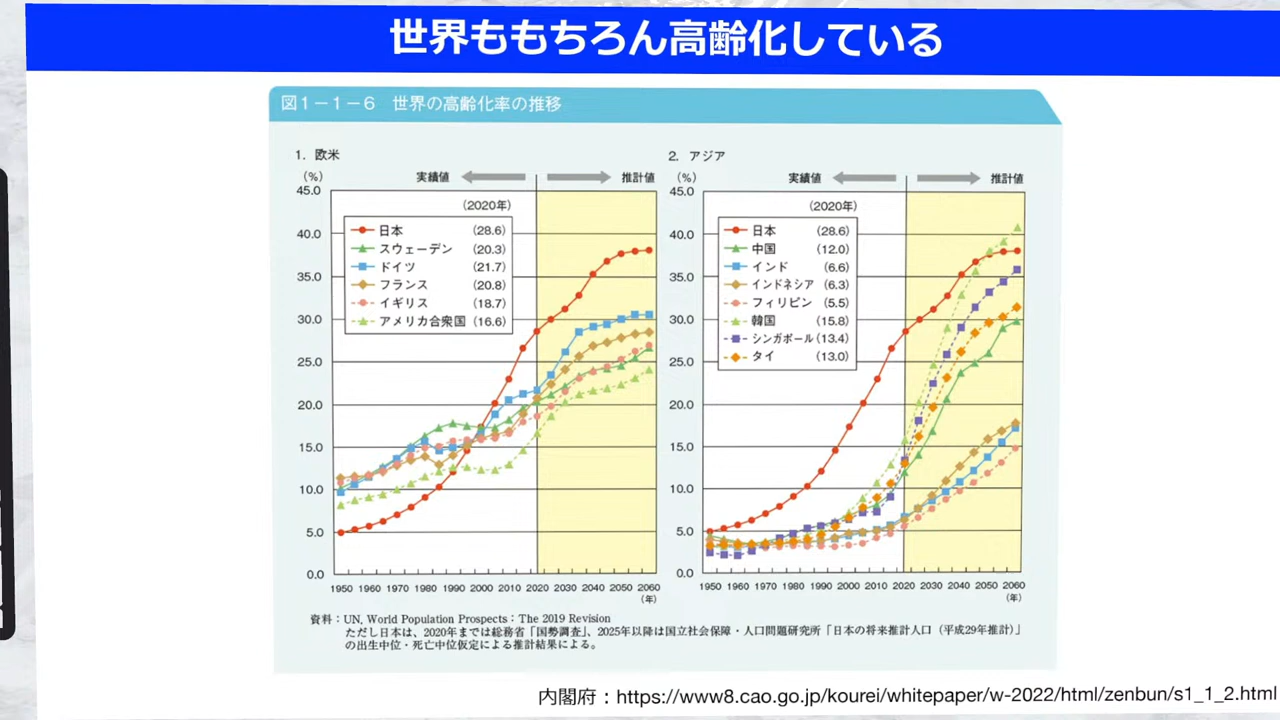 世界ももちろん高齢化している
図1－1－6 世界の高齢化率の推移
1. 欧米
(%)
実績値
推計値
45.0
40.0
35.0
30.0
25.0
20.0
15.0
10.0
5.0
0.0
(2020年)
日本 (28.6)
スウェーデン (20.3)
ドイツ (21.7)
フランス (20.8)
イギリス (18.7)
アメリカ合衆国 (16.6)
1950 1960 1970 1980 1990 2000 2010 2020 2030 2040 2050 2060
(年)
2. アジア
(%)
実績値
推計値
45.0
40.0
35.0
30.0
25.0
20.0
15.0
10.0
5.0
0.0
(2020年)
日本 (28.6)
中国 (12.0)
インド (6.6)
インドネシア (6.3)
フィリピン (5.5)
韓国 (15.8)
シンガポール (13.4)
タイ (13.0)
1950 1960 1970 1980 1990 2000 2010 2020 2030 2040 2050 2060
(年)
資料：UN, World Population Prospects：The 2019 Revision
ただし日本は、2020年までは総務省「国勢調査」、2025年以降は国立社会保障・人口問題研究所「日本の将来推計人口（平成29年推計）」
の出生中位・死亡中位仮定による推計結果による。
内閣府：https://www8.cao.go.jp/kourei/whitepaper/w-2022/html/zenbun/s1_1_2.html